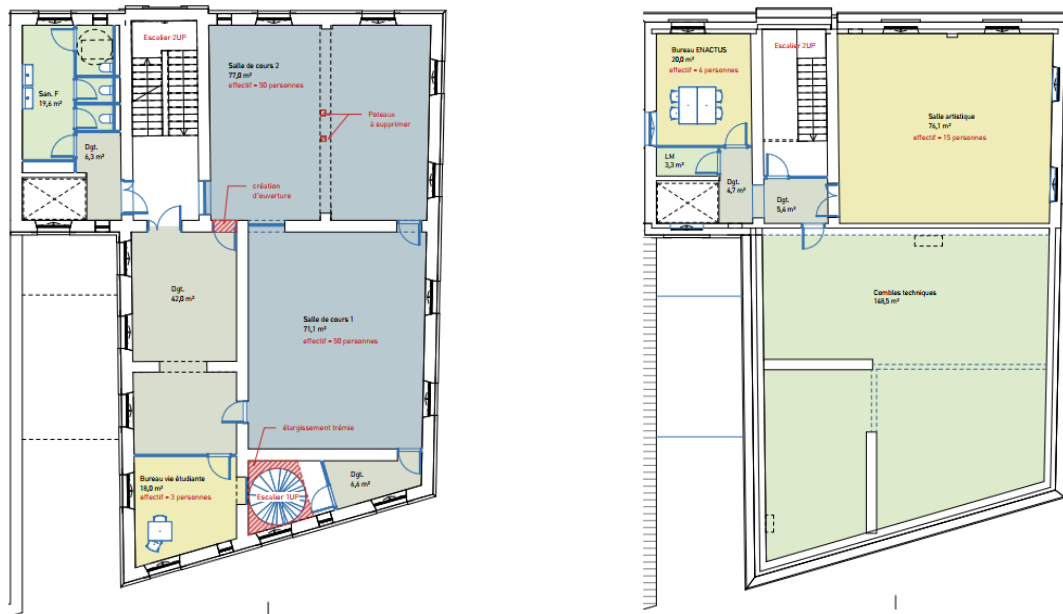 Escalier 2UP
Salle de cours 2
77,0 m²
effectif = 50 personnes
San. F
19,6 m²
Poteaux
à supprimer
Dgt.
6,3 m²
création
d'ouverture
Dgt.
42,0 m²
Salle de cours 1
71,1 m²
effectif = 50 personnes
élargissement trémie
Bureau vie étudiante
18,0 m²
effectif = 3 personnes
Escalier 1UP
Dgt.
6,6 m²
Bureau ENACTUS
20,0 m²
effectif = 6 personnes
Escalier 2UP
Salle artistique
76,1 m²
effectif = 15 personnes
LM
3,3 m²
Dgt.
4,7 m²
Dgt.
5,4 m²
Combles techniques
148,5 m²